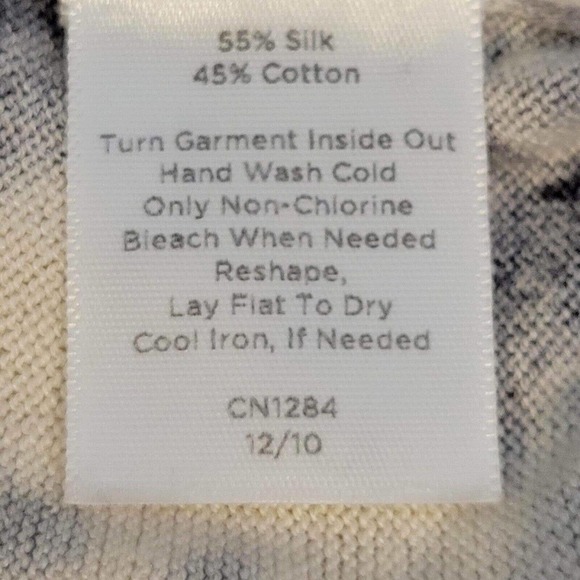 55% Silk
45% Cotton
Turn Garment Inside Out
Hand Wash Cold
Only Non-Chlorine
Bleach When Needed
Reshape,
Lay Flat To Dry
Cool Iron, If Needed
CN1284
12/10